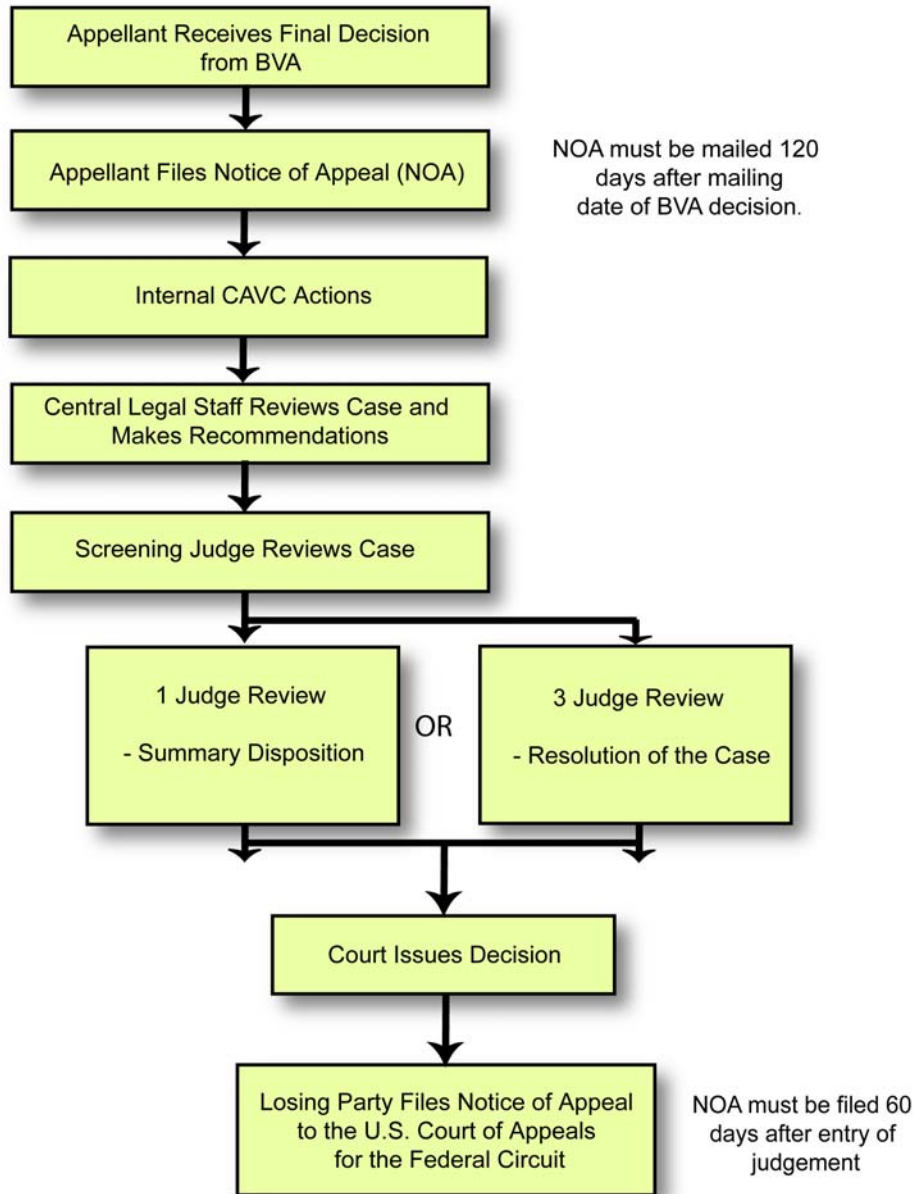 Appellant Receives Final Decision
from BVA
Appellant Files Notice of Appeal (NOA)
NOA must be mailed 120
days after mailing
date of BVA decision.
Internal CAVC Actions
Central Legal Staff Reviews Case and
Makes Recommendations
Screening Judge Reviews Case
1 Judge Review
- Summary Disposition
OR
3 Judge Review
- Resolution of the Case
Court Issues Decision
Losing Party Files Notice of Appeal
to the U.S. Court of Appeals
for the Federal Circuit
NOA must be filed 60
days after entry of
judgement